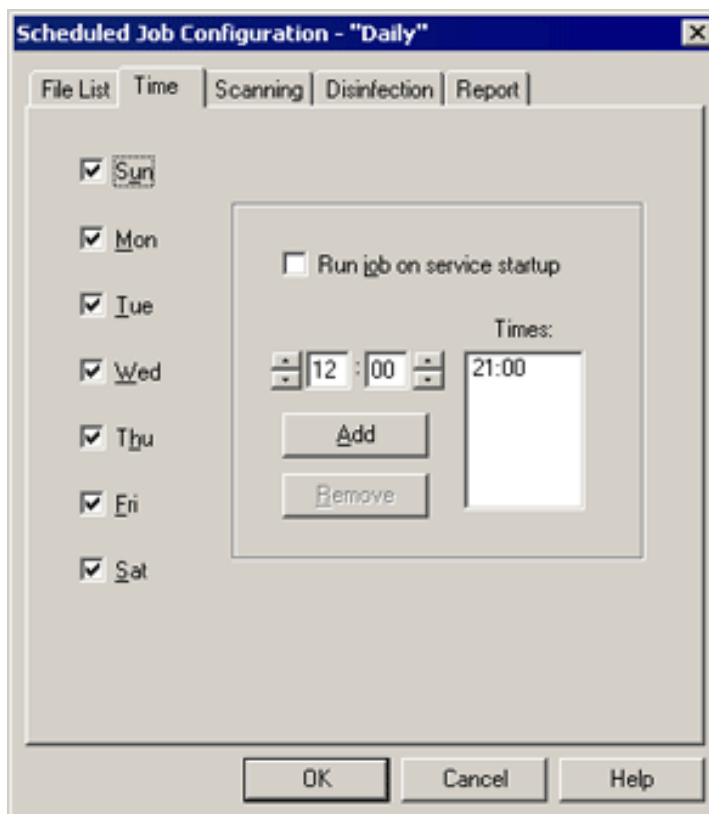 Scheduled Job Configuration - "Daily"
File List Time Scanning Disinfection Report
Sun
Mon
Tue
Wed
Thu
Fri
Sat
Run job on service startup
Times:
12 : 00
21:00
Add
Remove
OK Cancel Help